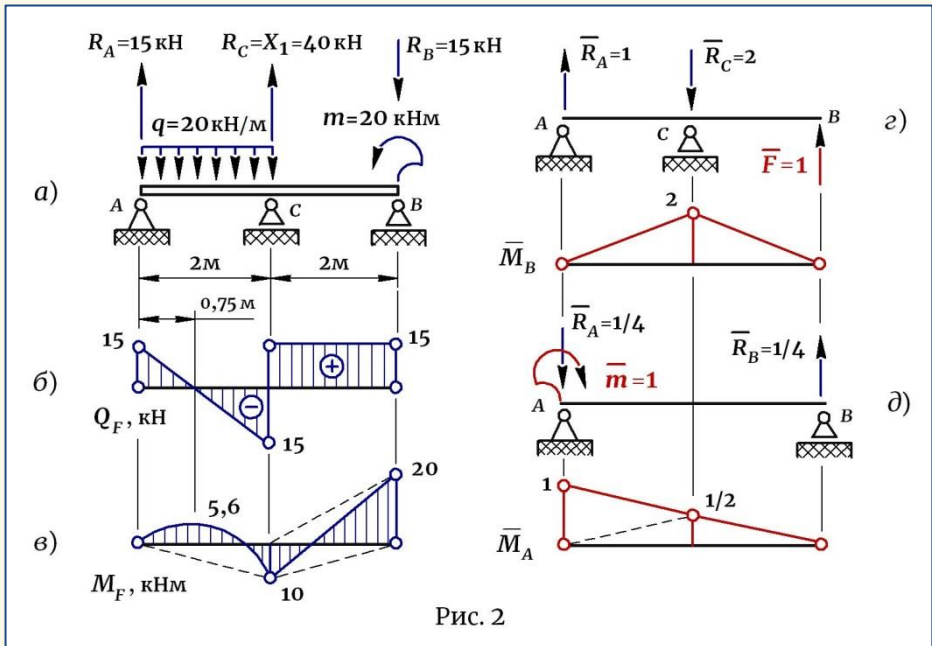 R_A=15 кН
R_C=X_1=40 кН
R_B=15 кН
q=20 кН/м
m=20 кНм
а)
A
C
B
2м
2м
0,75 м
15
15
б)
+
−
Q_F, кН
15
20
5,6
в)
M_F, кНм
10
R̅_A=1
R̅_C=2
A
C
B
г)
F̅=1
2
M̅_B
R̅_A=1/4
R̅_B=1/4
m̅=1
A
B
д)
1
1/2
M̅_A
Рис. 2